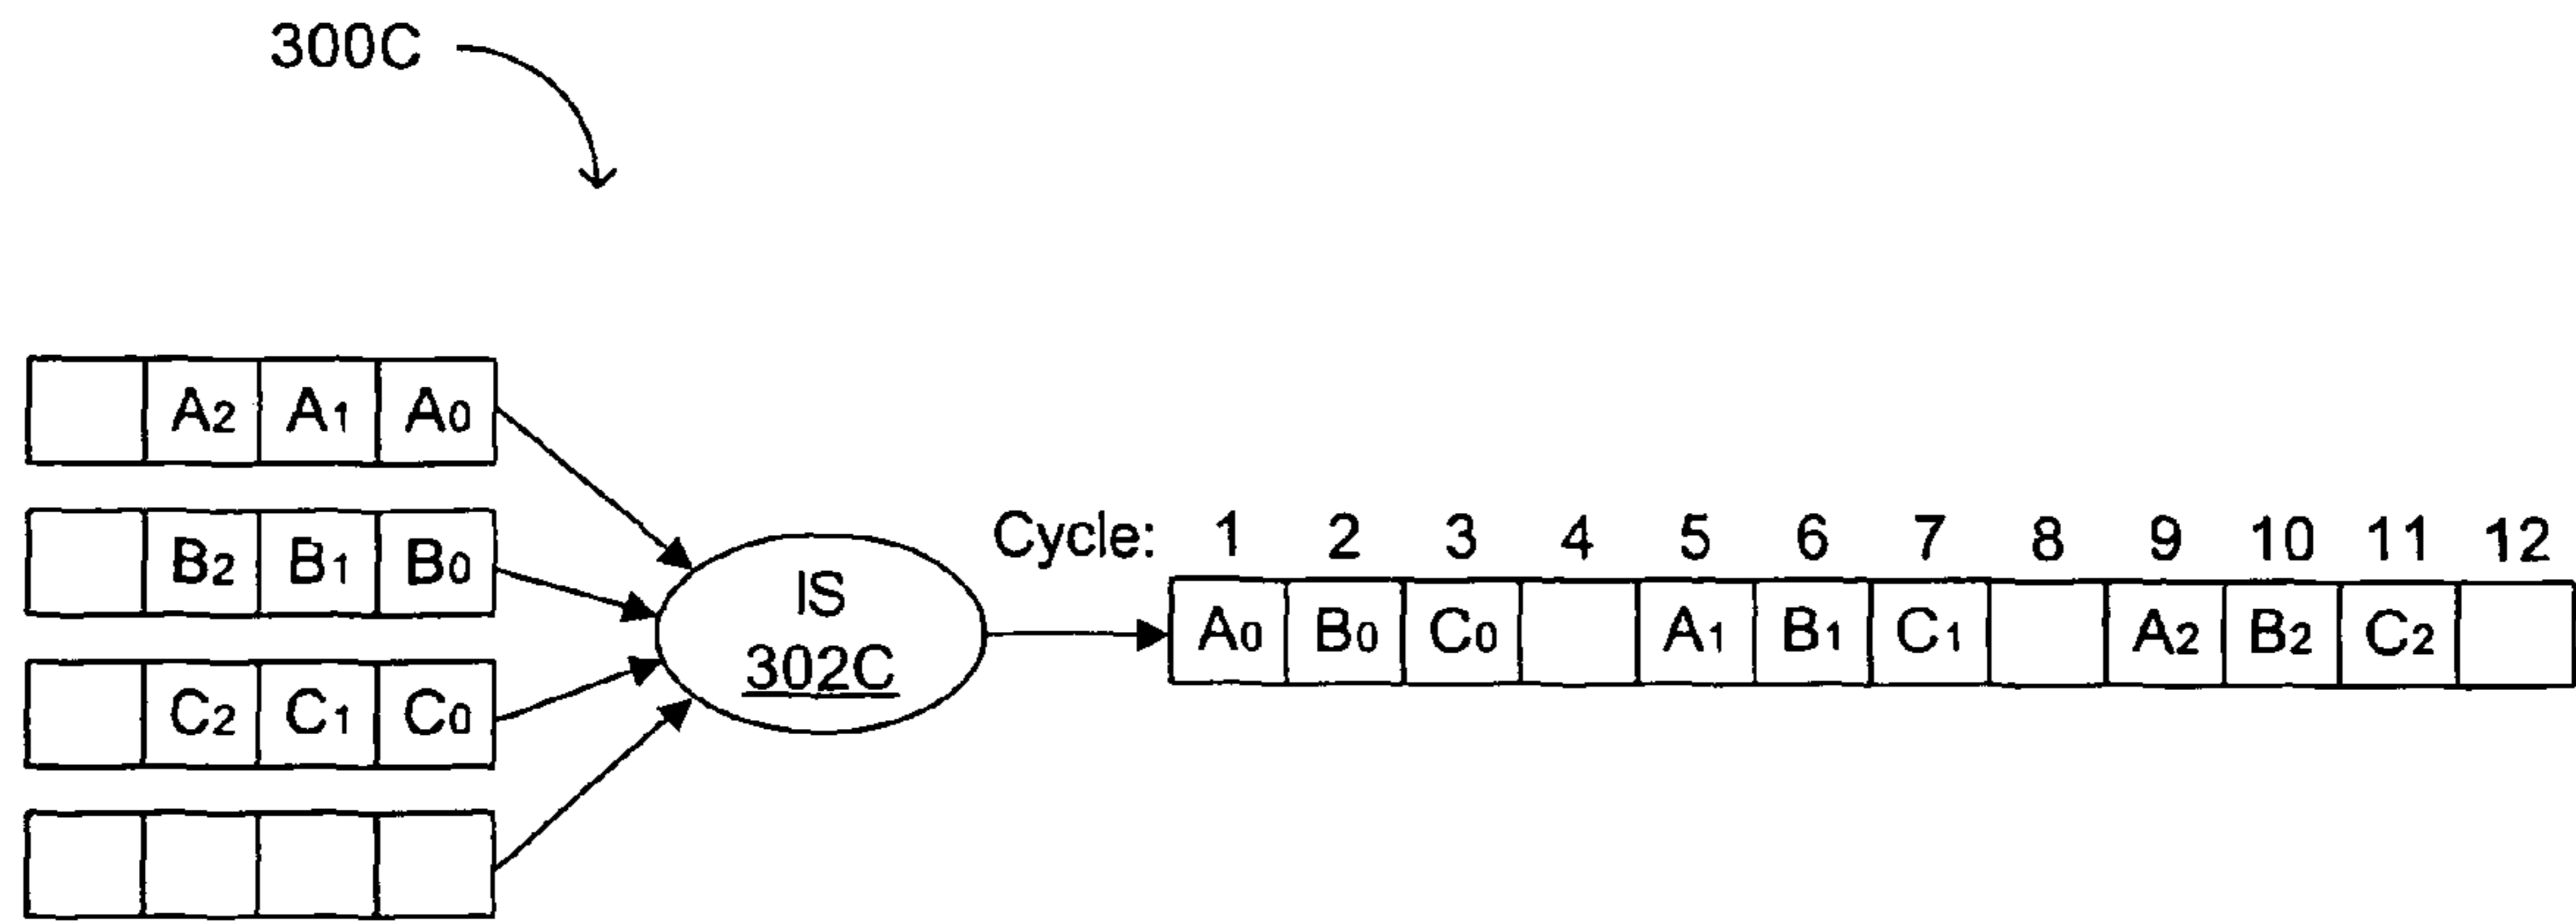 300C
A2 A1 A0
B2 B1 B0
C2 C1 C0
IS
302C
Cycle: 1 2 3 4 5 6 7 8 9 10 11 12
A0 B0 C0 A1 B1 C1 A2 B2 C2